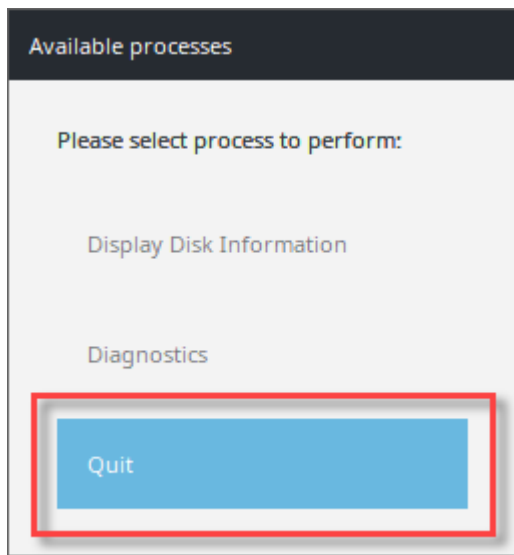 Available processes
Please select process to perform:
Display Disk Information
Diagnostics
Quit